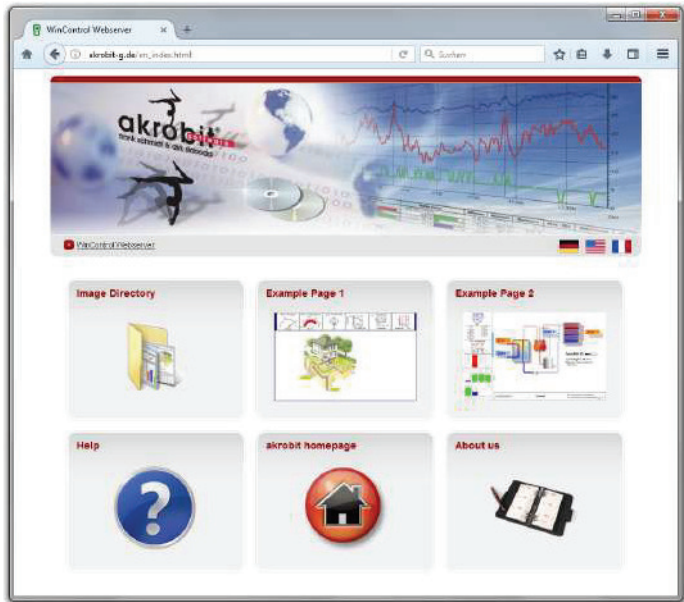 WinControl Webserver
akrobit-g.de/en_index.html
Suchen
akrobit
software
WinControl Webserver
Image Directory
Example Page 1
Example Page 2
Help
akrobit homepage
About us